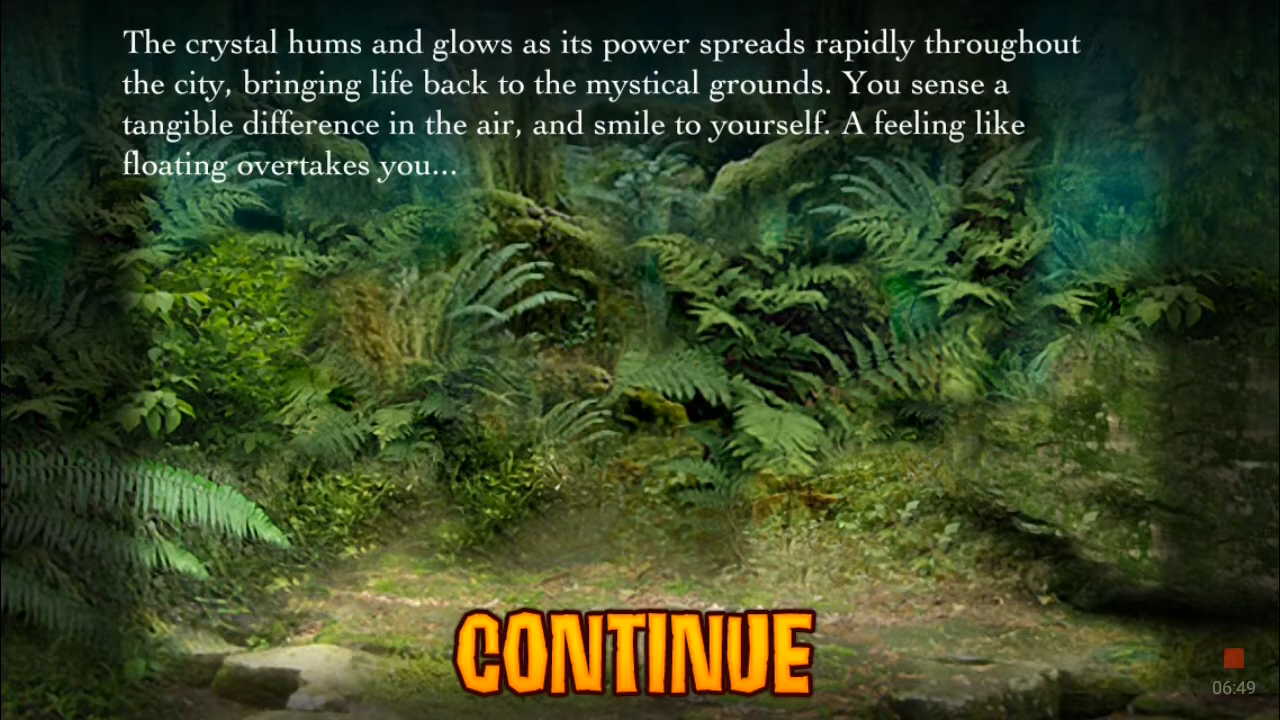 The crystal hums and glows as its power spreads rapidly throughout
the city, bringing life back to the mystical grounds. You sense a
tangible difference in the air, and smile to yourself. A feeling like
floating overtakes you...
CONTINUE
06:49